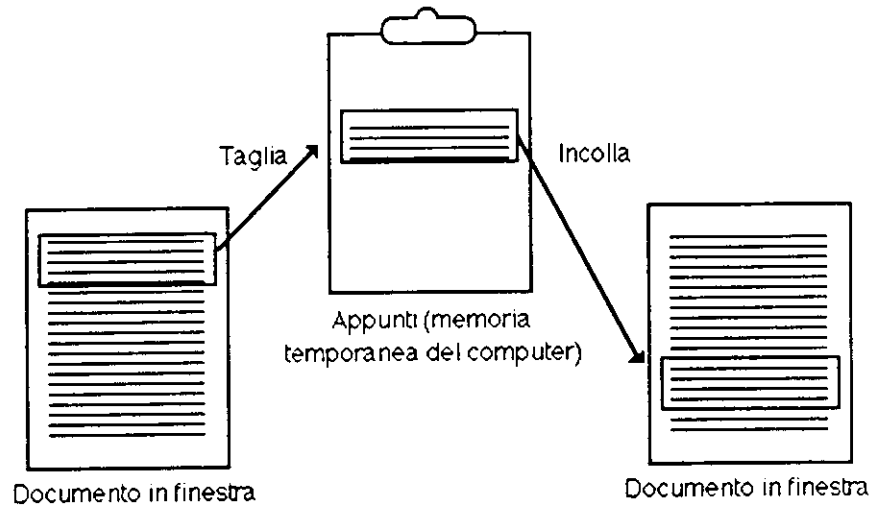 Taglia
Incolla
Appunti (memoria
temporanea del computer)
Documento in finestra
Documento in finestra